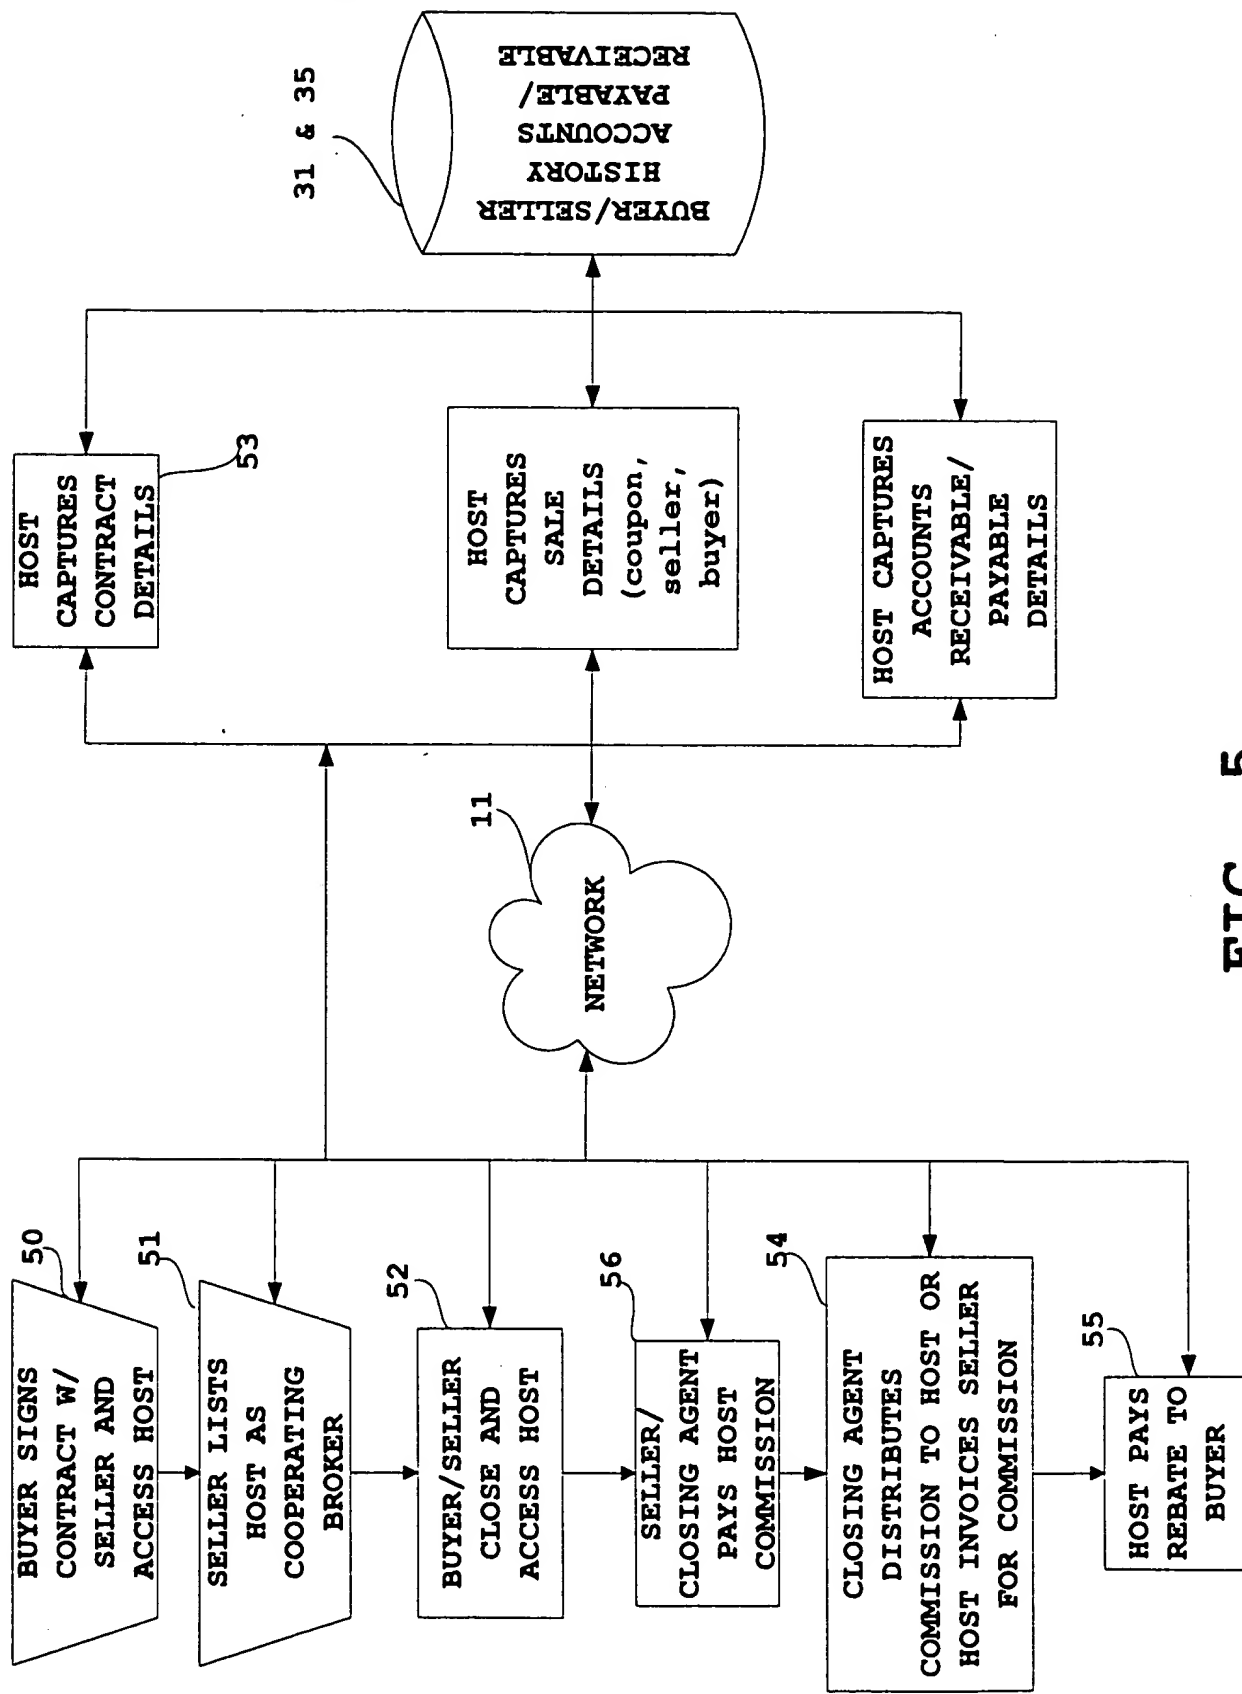 BUYER SIGNS
CONTRACT W/
SELLER AND
ACCESS HOST
50
SELLER LISTS
HOST AS
COOPERATING
BROKER
51
BUYER/SELLER
CLOSE AND
ACCESS HOST
52
SELLER/
CLOSING AGENT
PAYS HOST
COMMISSION
56
CLOSING AGENT
DISTRIBUTES
COMMISSION TO HOST OR
HOST INVOICES SELLER
FOR COMMISSION
54
HOST PAYS
REBATE TO
BUYER
55
NETWORK
11
HOST
CAPTURES
CONTRACT
DETAILS
53
HOST
CAPTURES
SALE
DETAILS
(coupon,
seller,
buyer)
HOST CAPTURES
ACCOUNTS
RECEIVABLE/
PAYABLE
DETAILS
31 & 35
BUYER/SELLER
HISTORY
ACCOUNTS
PAYABLE/
RECEIVABLE
FIG. 5